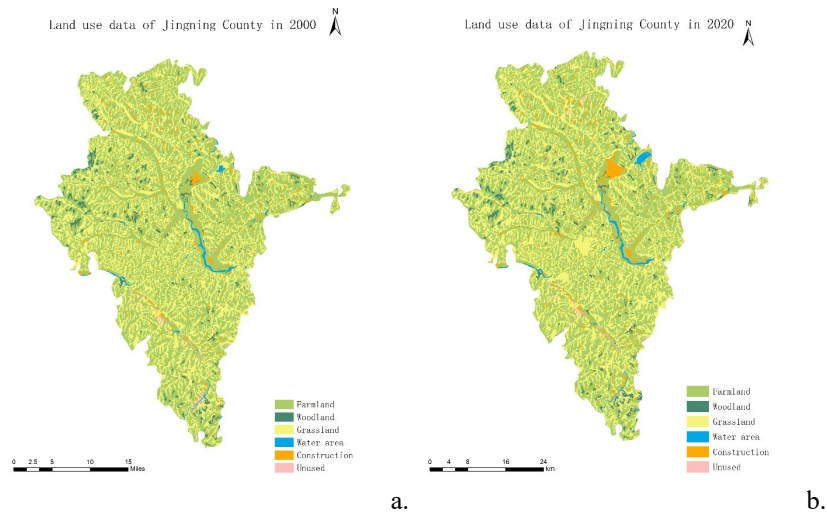 Land use data of Jingning County in 2000
N
Farmland
Woodland
Grassland
Water area
Construction
Unused
0 2.5 5 10 15
Miles
a.
Land use data of Jingning County in 2020
N
Farmland
Woodland
Grassland
Water area
Construction
Unused
0 4 8 16 24
km
b.